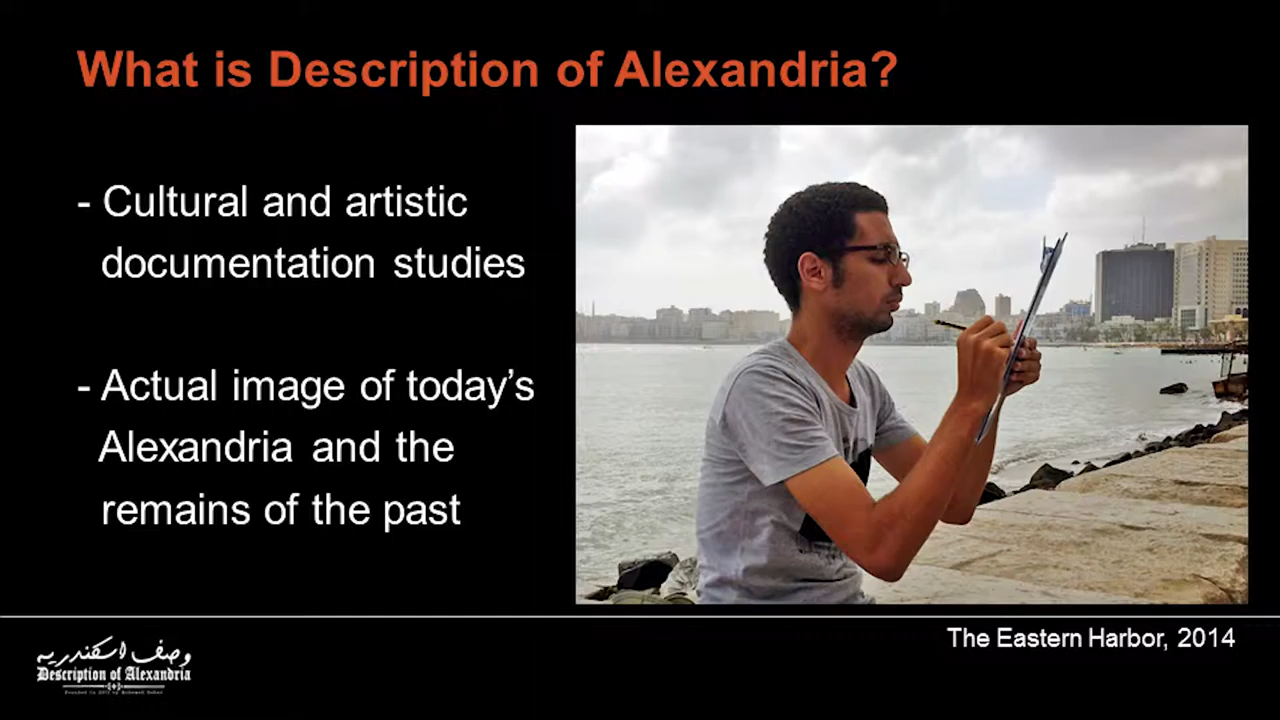 What is Description of Alexandria?
- Cultural and artistic
documentation studies
- Actual image of today’s
Alexandria and the
remains of the past
The Eastern Harbor, 2014
وصف اسكندريه
Description of Alexandria